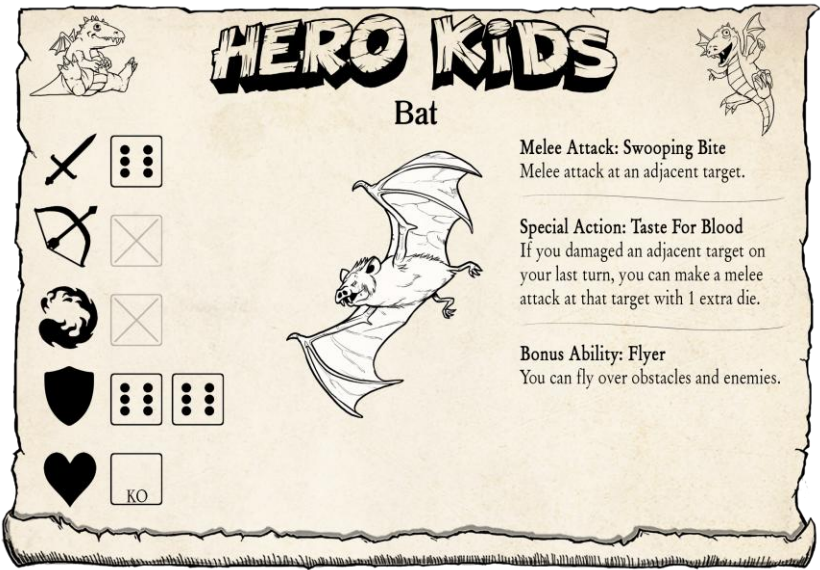 HERO KiDS
Bat
Melee Attack: Swooping Bite
Melee attack at an adjacent target.
Special Action: Taste For Blood
If you damaged an adjacent target on
your last turn, you can make a melee
attack at that target with 1 extra die.
Bonus Ability: Flyer
You can fly over obstacles and enemies.
KO